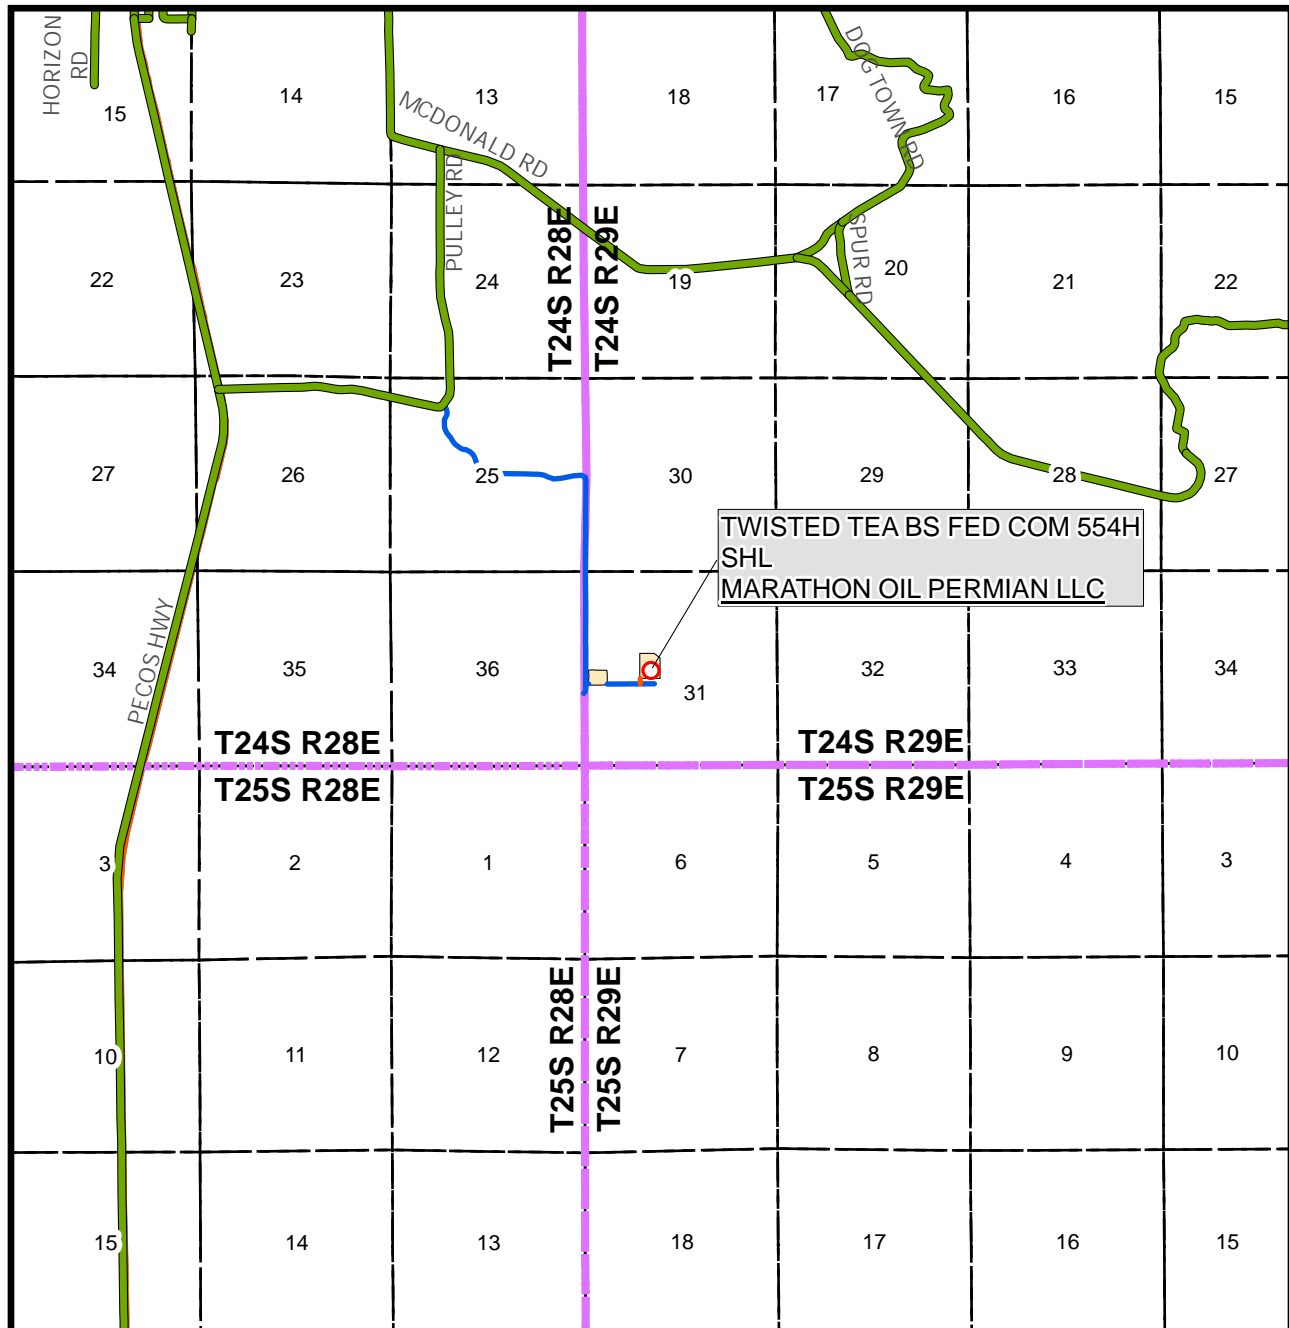 HORIZON
RD
15
14
13
18
17
16
15
DOG TOWN RD
MCDONALD RD
PULLEY RD
T24S R28E
T24S R29E
SPUR RD
22
23
24
19
20
21
22
27
26
25
30
29
28
27
TWISTED TEA BS FED COM 554H
SHL
MARATHON OIL PERMIAN LLC
PECOS HWY
34
35
36
31
32
33
34
T24S R28E
T24S R29E
T25S R28E
T25S R29E
3
2
1
6
5
4
3
T25S R28E
T25S R29E
10
11
12
7
8
9
10
15
14
13
18
17
16
15